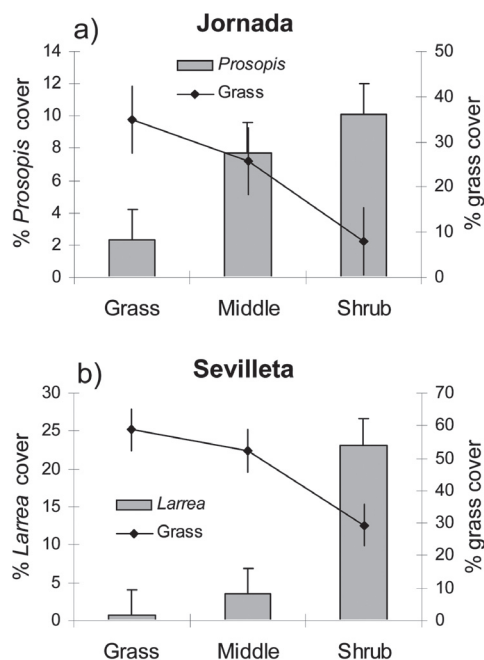 a) Jornada
% Prosopis cover
14
12
10
8
6
4
2
0
Prosopis
Grass
50
40
30
20
10
0
% grass cover
Grass Middle Shrub
b) Sevilleta
% Larrea cover
30
25
20
15
10
5
0
Larrea
Grass
70
60
50
40
30
20
10
0
% grass cover
Grass Middle Shrub